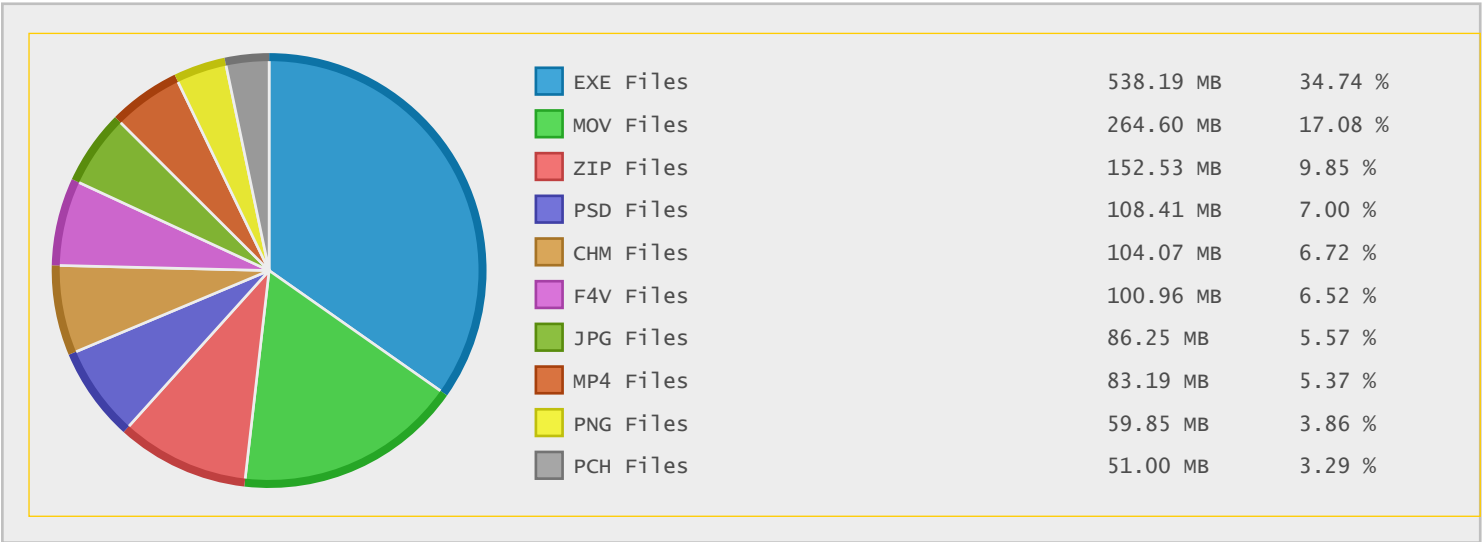 EXE Files 538.19 MB 34.74 %
MOV Files 264.60 MB 17.08 %
ZIP Files 152.53 MB 9.85 %
PSD Files 108.41 MB 7.00 %
CHM Files 104.07 MB 6.72 %
F4V Files 100.96 MB 6.52 %
JPG Files 86.25 MB 5.57 %
MP4 Files 83.19 MB 5.37 %
PNG Files 59.85 MB 3.86 %
PCH Files 51.00 MB 3.29 %